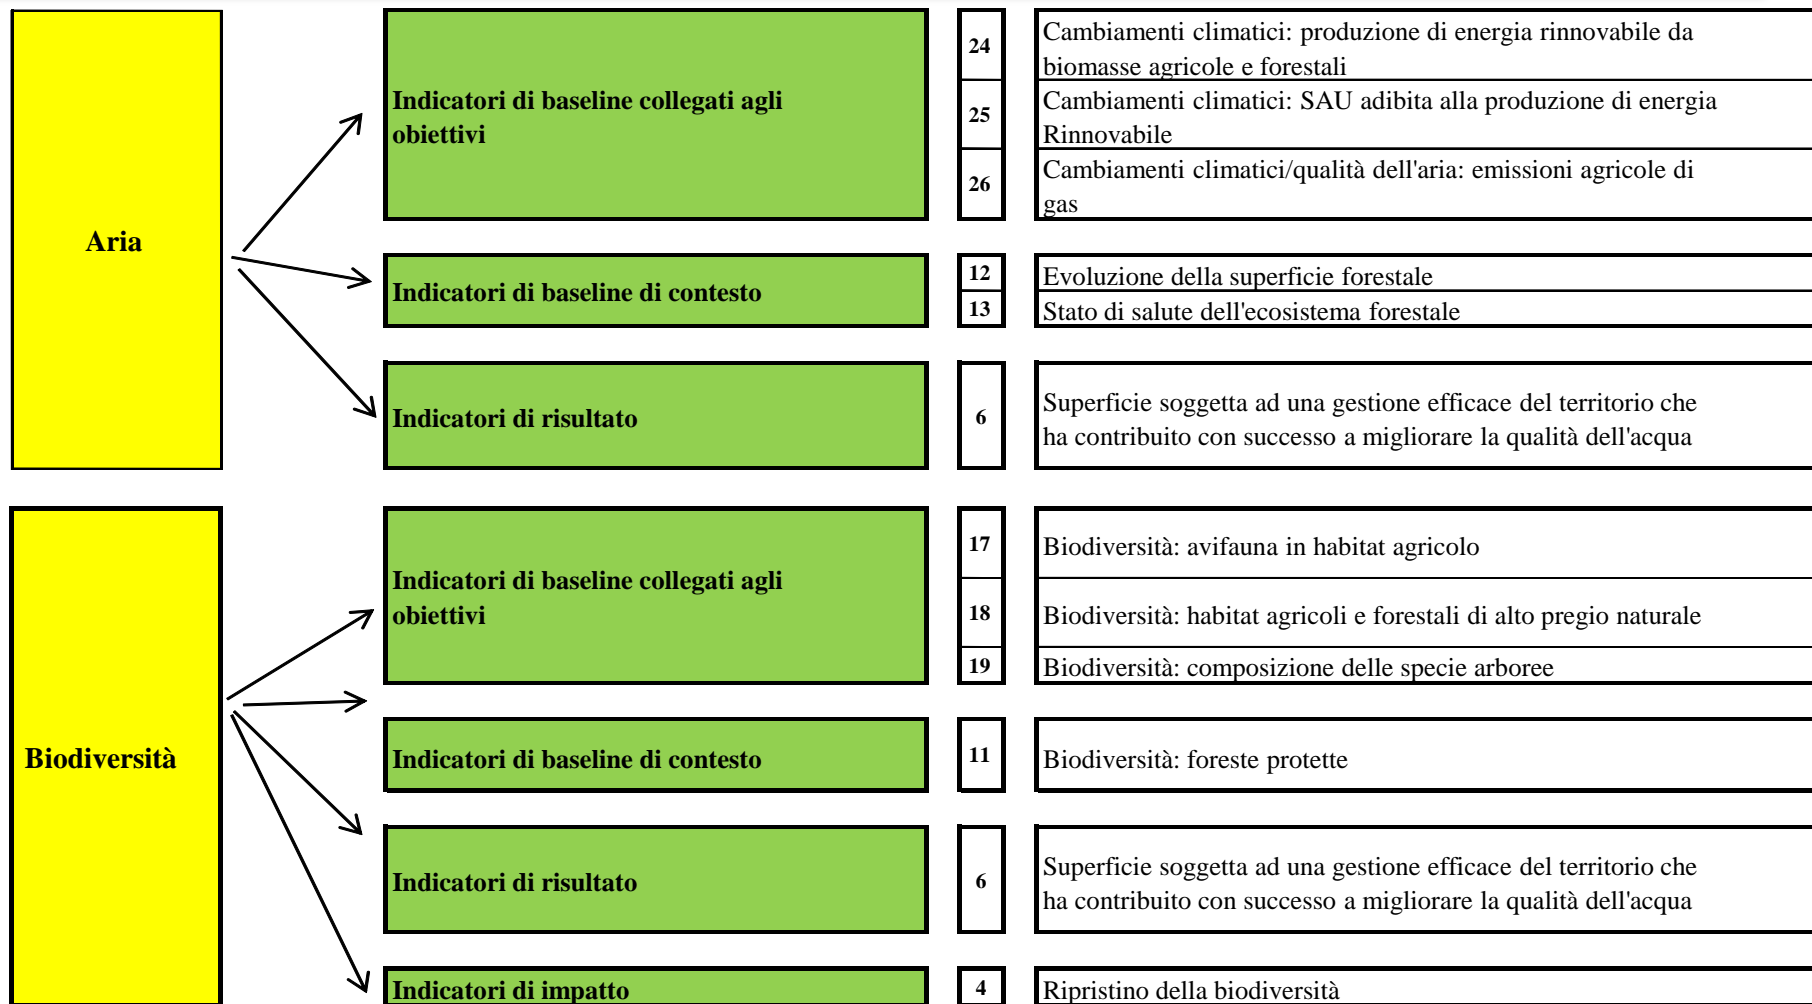 Aria
Indicatori di baseline collegati agli
obiettivi
24
Cambiamenti climatici: produzione di energia rinnovabile da
biomasse agricole e forestali
25
Cambiamenti climatici: SAU adibita alla produzione di energia
Rinnovabile
26
Cambiamenti climatici/qualità dell'aria: emissioni agricole di
gas
Indicatori di baseline di contesto
12
Evoluzione della superficie forestale
13
Stato di salute dell'ecosistema forestale
Indicatori di risultato
6
Superficie soggetta ad una gestione efficace del territorio che
ha contribuito con successo a migliorare la qualità dell'acqua
Biodiversità
Indicatori di baseline collegati agli
obiettivi
17
Biodiversità: avifauna in habitat agricolo
18
Biodiversità: habitat agricoli e forestali di alto pregio naturale
19
Biodiversità: composizione delle specie arboree
Indicatori di baseline di contesto
11
Biodiversità: foreste protette
Indicatori di risultato
6
Superficie soggetta ad una gestione efficace del territorio che
ha contribuito con successo a migliorare la qualità dell'acqua
Indicatori di impatto
4
Ripristino della biodiversità